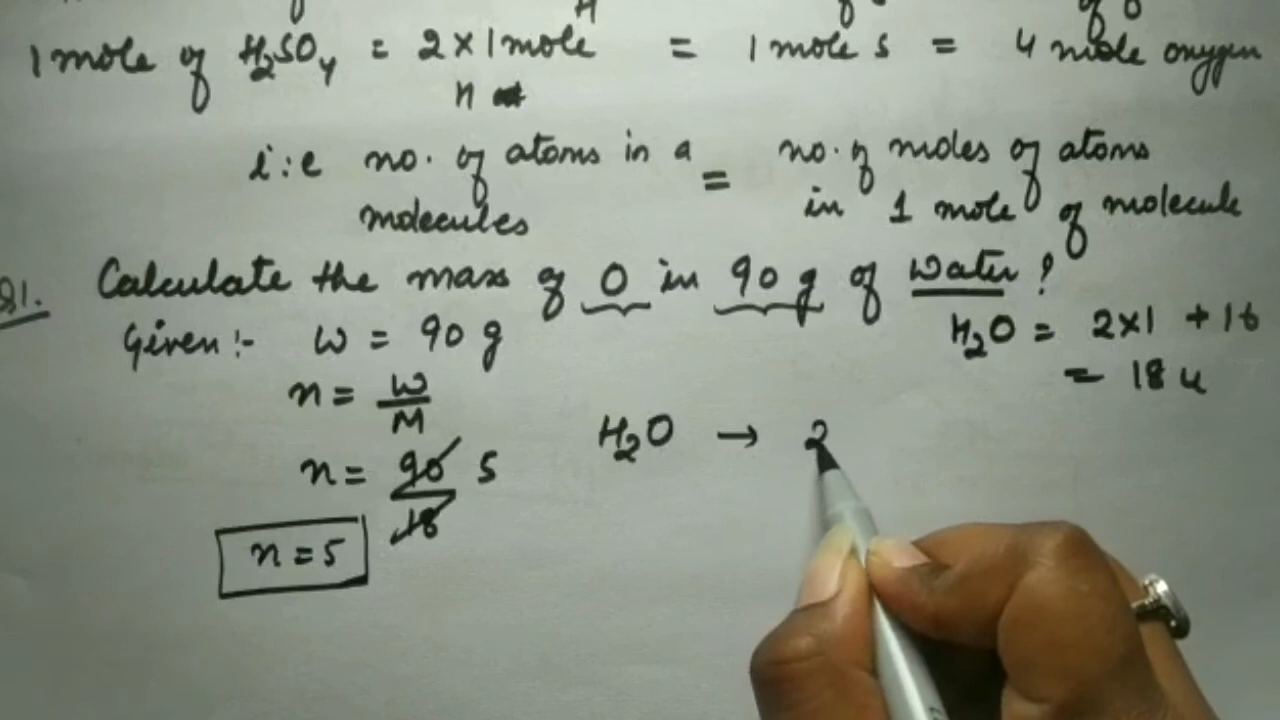 H
1 mole of H₂SO₄ = 2 × 1 mole = 1 mole s = 4 mole oxygen
n
i:e no. of atoms in a molecules = no. of moles of atoms in 1 mole of molecule
Q1. Calculate the mass of O in 90 g of water?
Given:- w = 90 g
H₂O = 2×1 + 16
= 18 u
n = w/M
n = 90/18 5
H₂O → 2
n = 5